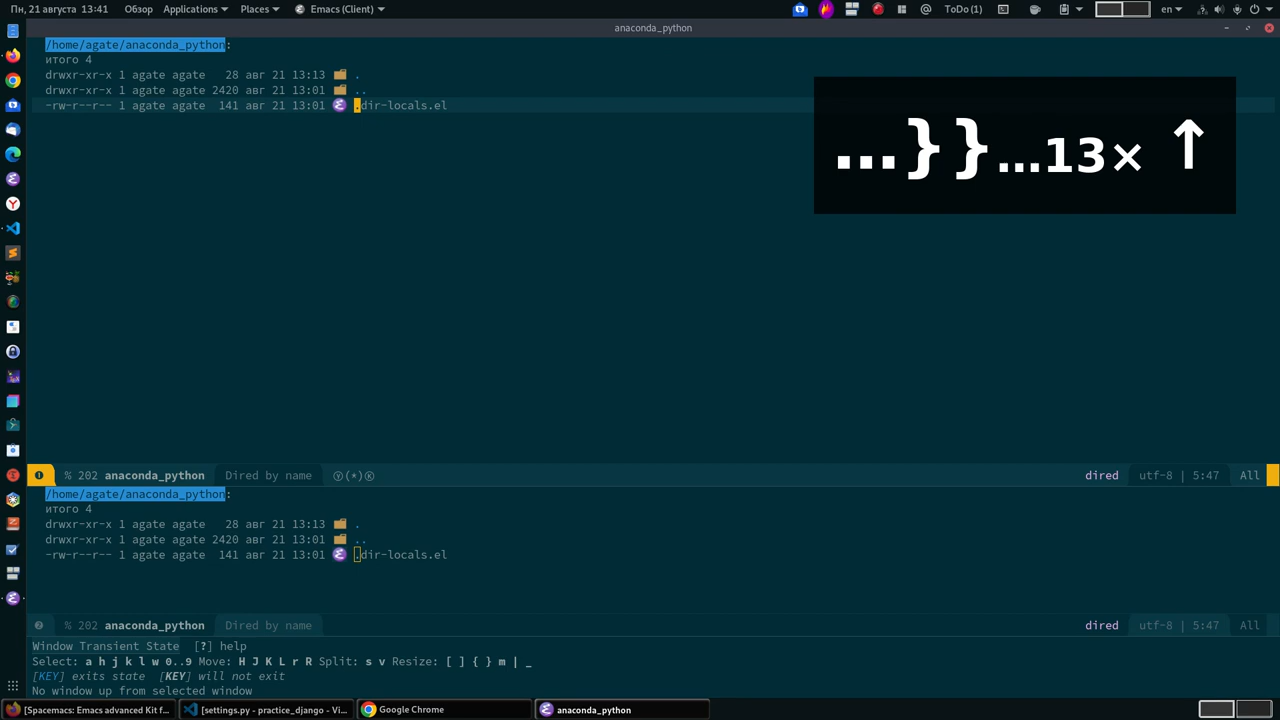 Пн, 21 августа 13:41 Обзор Applications Places Emacs (Client) ToDo (1) en
anaconda_python
/home/agate/anaconda_python:
итого 4
drwxr-xr-x 1 agate agate 28 авг 21 13:13 .
drwxr-xr-x 1 agate agate 2420 авг 21 13:01 ..
-rw-r--r-- 1 agate agate 141 авг 21 13:01 .dir-locals.el
...}}...13× ↑
% 202 anaconda_python Dired by name Ⓨ(*)Ⓚ dired utf-8 | 5:47 All
/home/agate/anaconda_python:
итого 4
drwxr-xr-x 1 agate agate 28 авг 21 13:13 .
drwxr-xr-x 1 agate agate 2420 авг 21 13:01 ..
-rw-r--r-- 1 agate agate 141 авг 21 13:01 .dir-locals.el
❷ % 202 anaconda_python Dired by name dired utf-8 | 5:47 All
Window Transient State [?] help
Select: a h j k l w 0..9 Move: H J K L r R Split: s v Resize: [ ] { } m | _
[KEY] exits state [KEY] will not exit
No window up from selected window
[Spacemacs: Emacs advanced Kit f... [settings.py - practice_django - Vi... Google Chrome anaconda_python